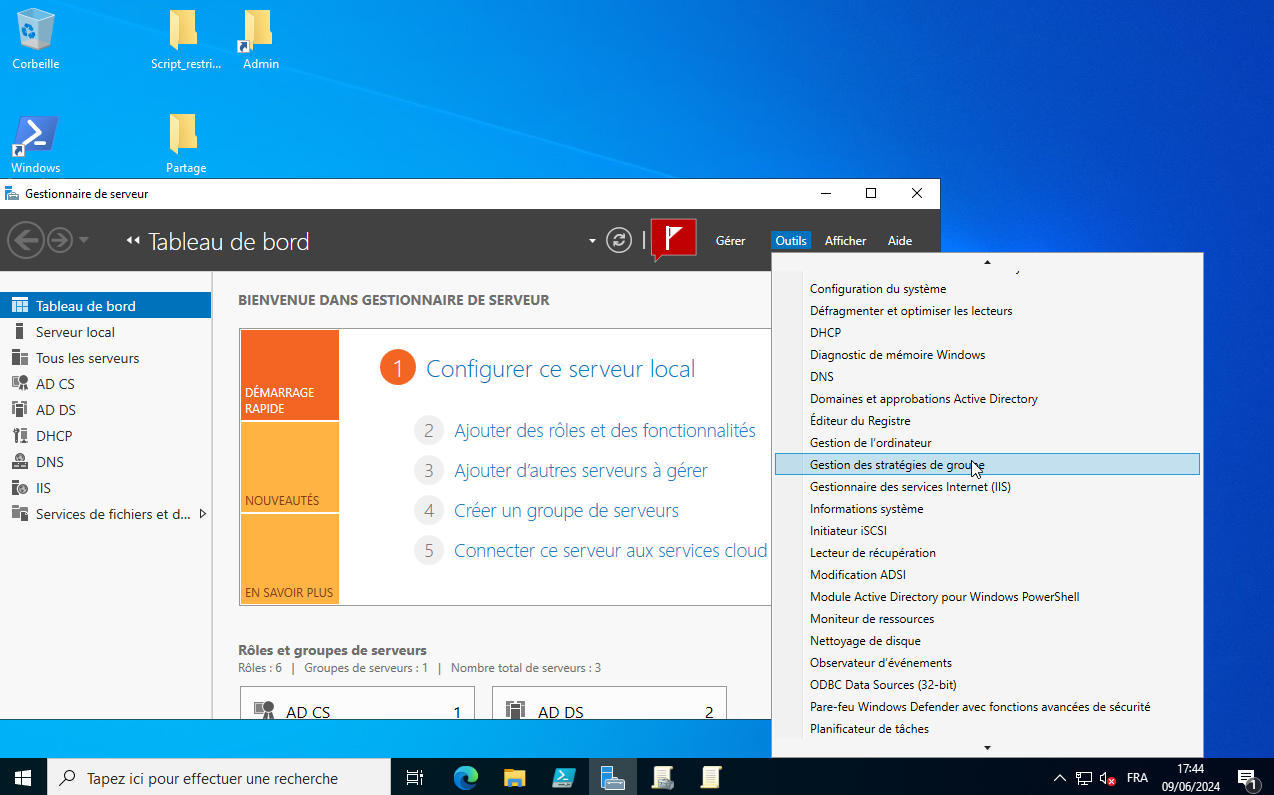 Corbeille
Script_restri...
Admin
Windows
Partage
Gestionnaire de serveur
Tableau de bord
Gérer
Outils
Afficher
Aide
Tableau de bord
Serveur local
Tous les serveurs
AD CS
AD DS
DHCP
DNS
IIS
Services de fichiers et d...
BIENVENUE DANS GESTIONNAIRE DE SERVEUR
DÉMARRAGE
RAPIDE
NOUVEAUTÉS
EN SAVOIR PLUS
1 Configurer ce serveur local
2 Ajouter des rôles et des fonctionnalités
3 Ajouter d'autres serveurs à gérer
4 Créer un groupe de serveurs
5 Connecter ce serveur aux services cloud
Rôles et groupes de serveurs
Rôles : 6 | Groupes de serveurs : 1 | Nombre total de serveurs : 3
AD CS 1
AD DS 2
Configuration du système
Défragmenter et optimiser les lecteurs
DHCP
Diagnostic de mémoire Windows
DNS
Domaines et approbations Active Directory
Éditeur du Registre
Gestion de l'ordinateur
Gestion des stratégies de groupe
Gestionnaire des services Internet (IIS)
Informations système
Initiateur iSCSI
Lecteur de récupération
Modification ADSI
Module Active Directory pour Windows PowerShell
Moniteur de ressources
Nettoyage de disque
Observateur d'événements
ODBC Data Sources (32-bit)
Pare-feu Windows Defender avec fonctions avancées de sécurité
Planificateur de tâches
Tapez ici pour effectuer une recherche
FRA
17:44
09/06/2024
1